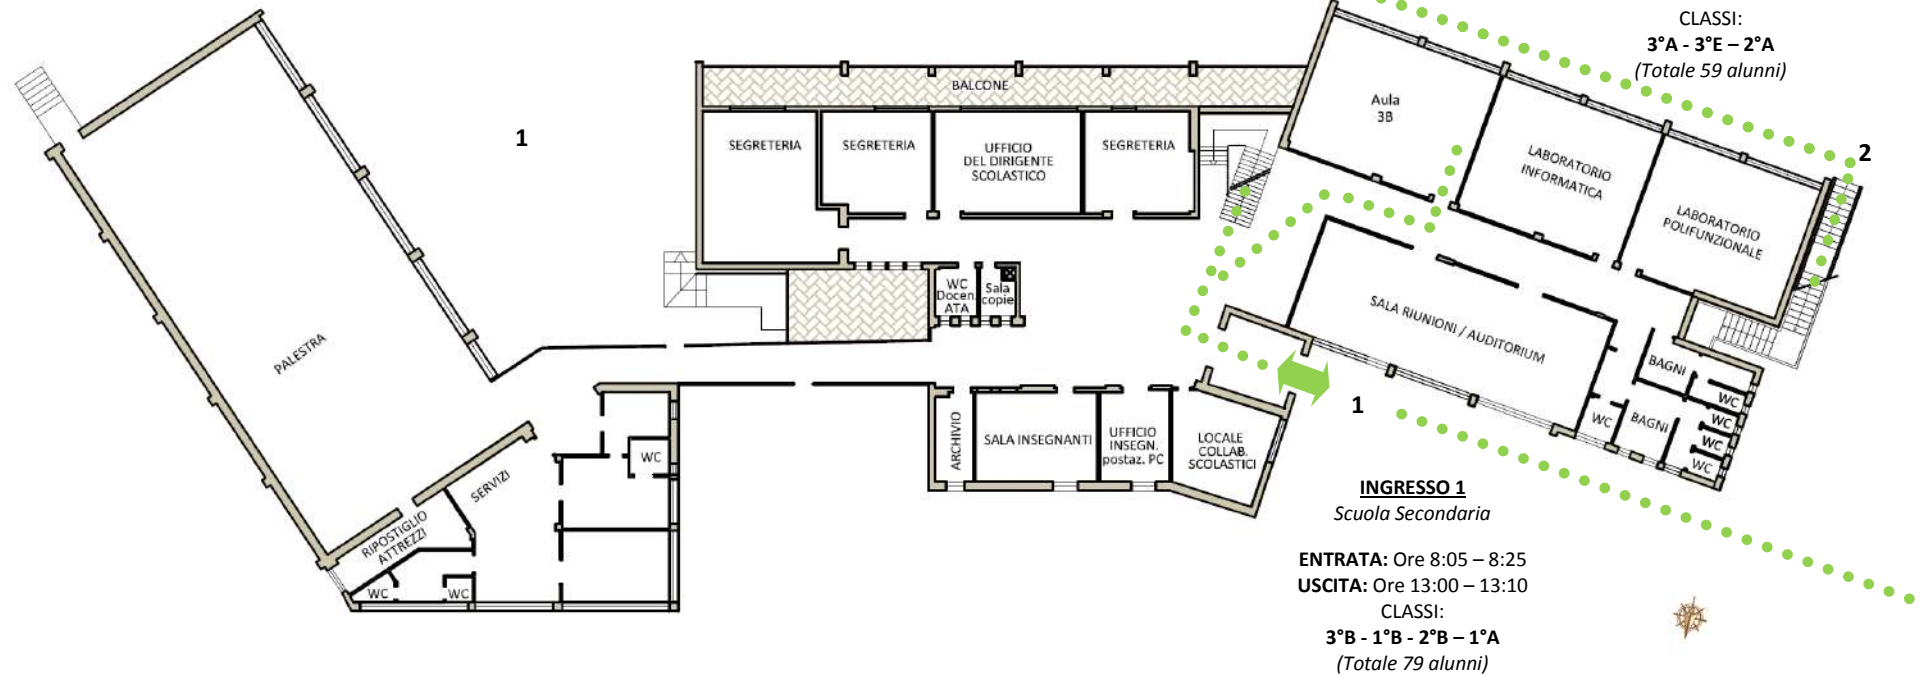 CLASSI:
3°A - 3°E – 2°A
(Totale 59 alunni)
BALCONE
Aula
3B
1
SEGRETERIA
SEGRETERIA
UFFICIO
DEL DIRIGENTE
SCOLASTICO
SEGRETERIA
LABORATORIO
INFORMATICA
2
LABORATORIO
POLIFUNZIONALE
WC
Docen.
ATA
Sala
copie
SALA RIUNIONI / AUDITORIUM
PALESTRA
BAGNI
WC
WC
WC
WC
BAGNI
WC
1
ARCHIVIO
SALA INSEGNANTI
UFFICIO
INSEGN.
postaz. PC
LOCALE
COLLAB.
SCOLASTICI
WC
SERVIZI
RIPOSTIGLIO
ATTREZZI
WC
WC
INGRESSO 1
Scuola Secondaria
ENTRATA: Ore 8:05 – 8:25
USCITA: Ore 13:00 – 13:10
CLASSI:
3°B - 1°B - 2°B – 1°A
(Totale 79 alunni)